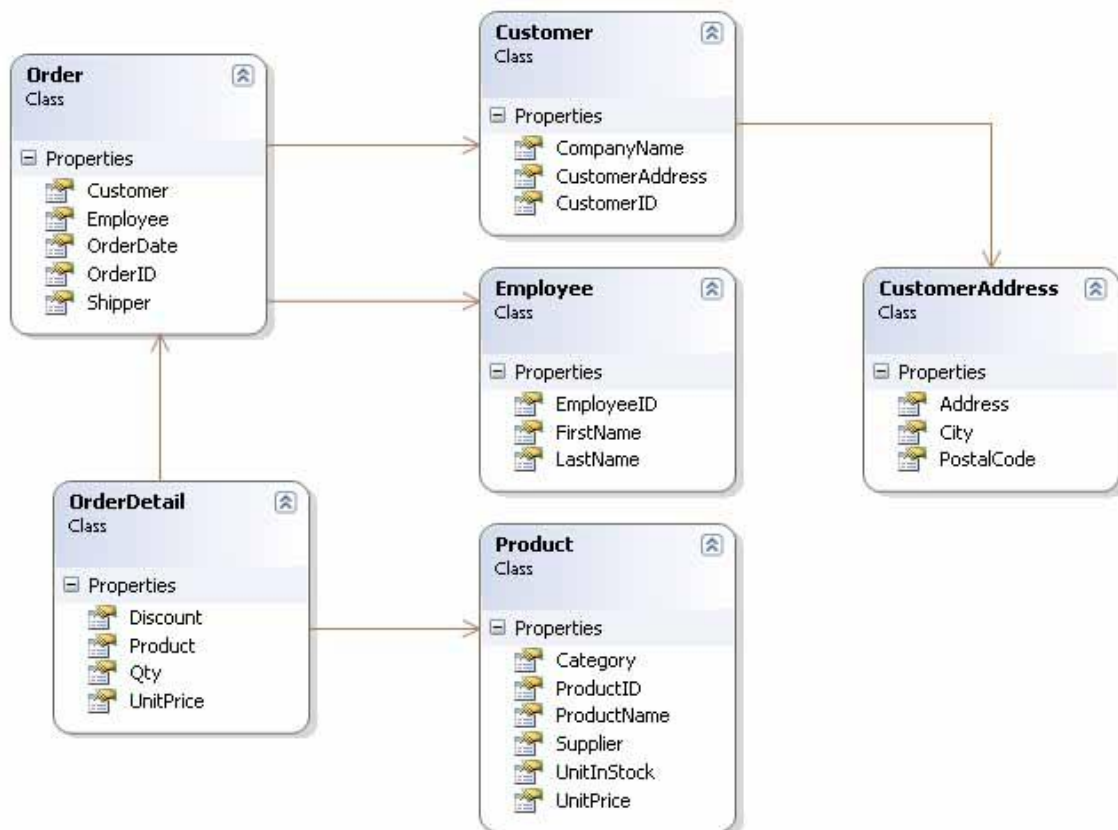 Order
Class
Properties
Customer
Employee
OrderDate
OrderID
Shipper
Customer
Class
Properties
CompanyName
CustomerAddress
CustomerID
Employee
Class
Properties
EmployeeID
FirstName
LastName
CustomerAddress
Class
Properties
Address
City
PostalCode
OrderDetail
Class
Properties
Discount
Product
Qty
UnitPrice
Product
Class
Properties
Category
ProductID
ProductName
Supplier
UnitInStock
UnitPrice